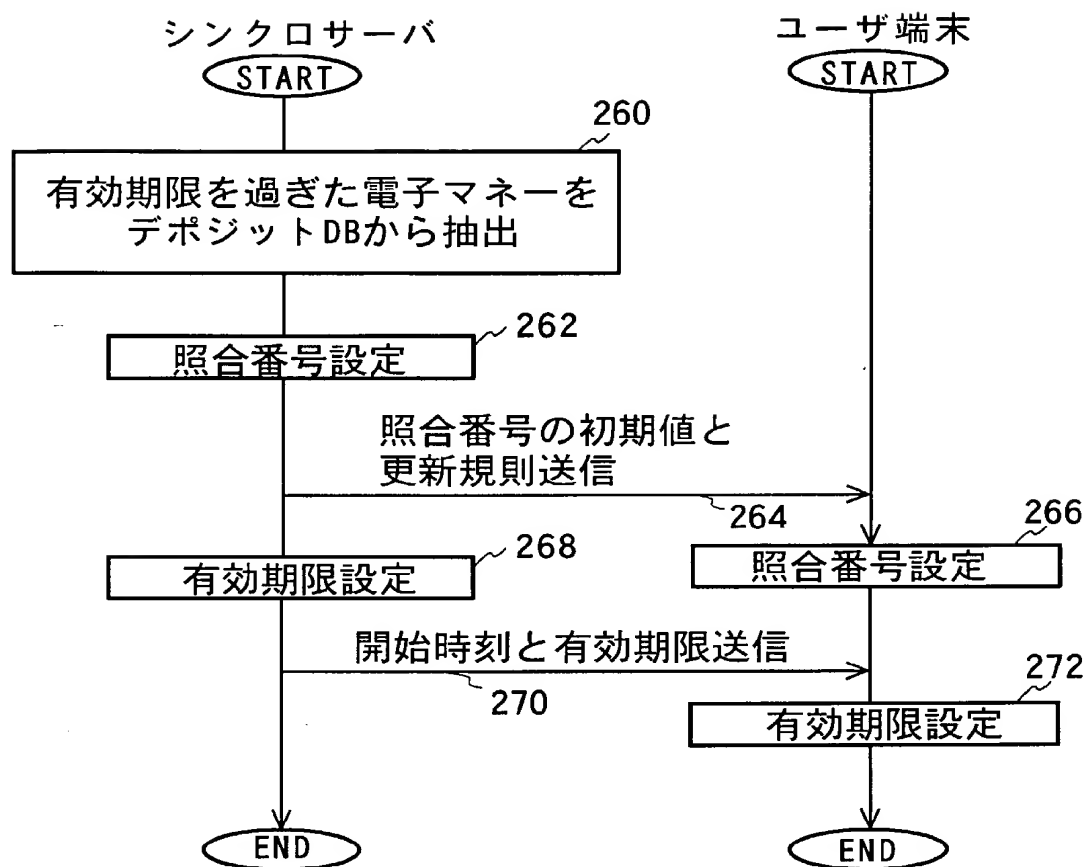 シンクロサーバ
ユーザ端末
START
START
260
有効期限を過ぎた電子マネーを
デポジットDBから抽出
262
照合番号設定
照合番号の初期値と
更新規則送信
264
266
照合番号設定
268
有効期限設定
開始時刻と有効期限送信
270
272
有効期限設定
END
END